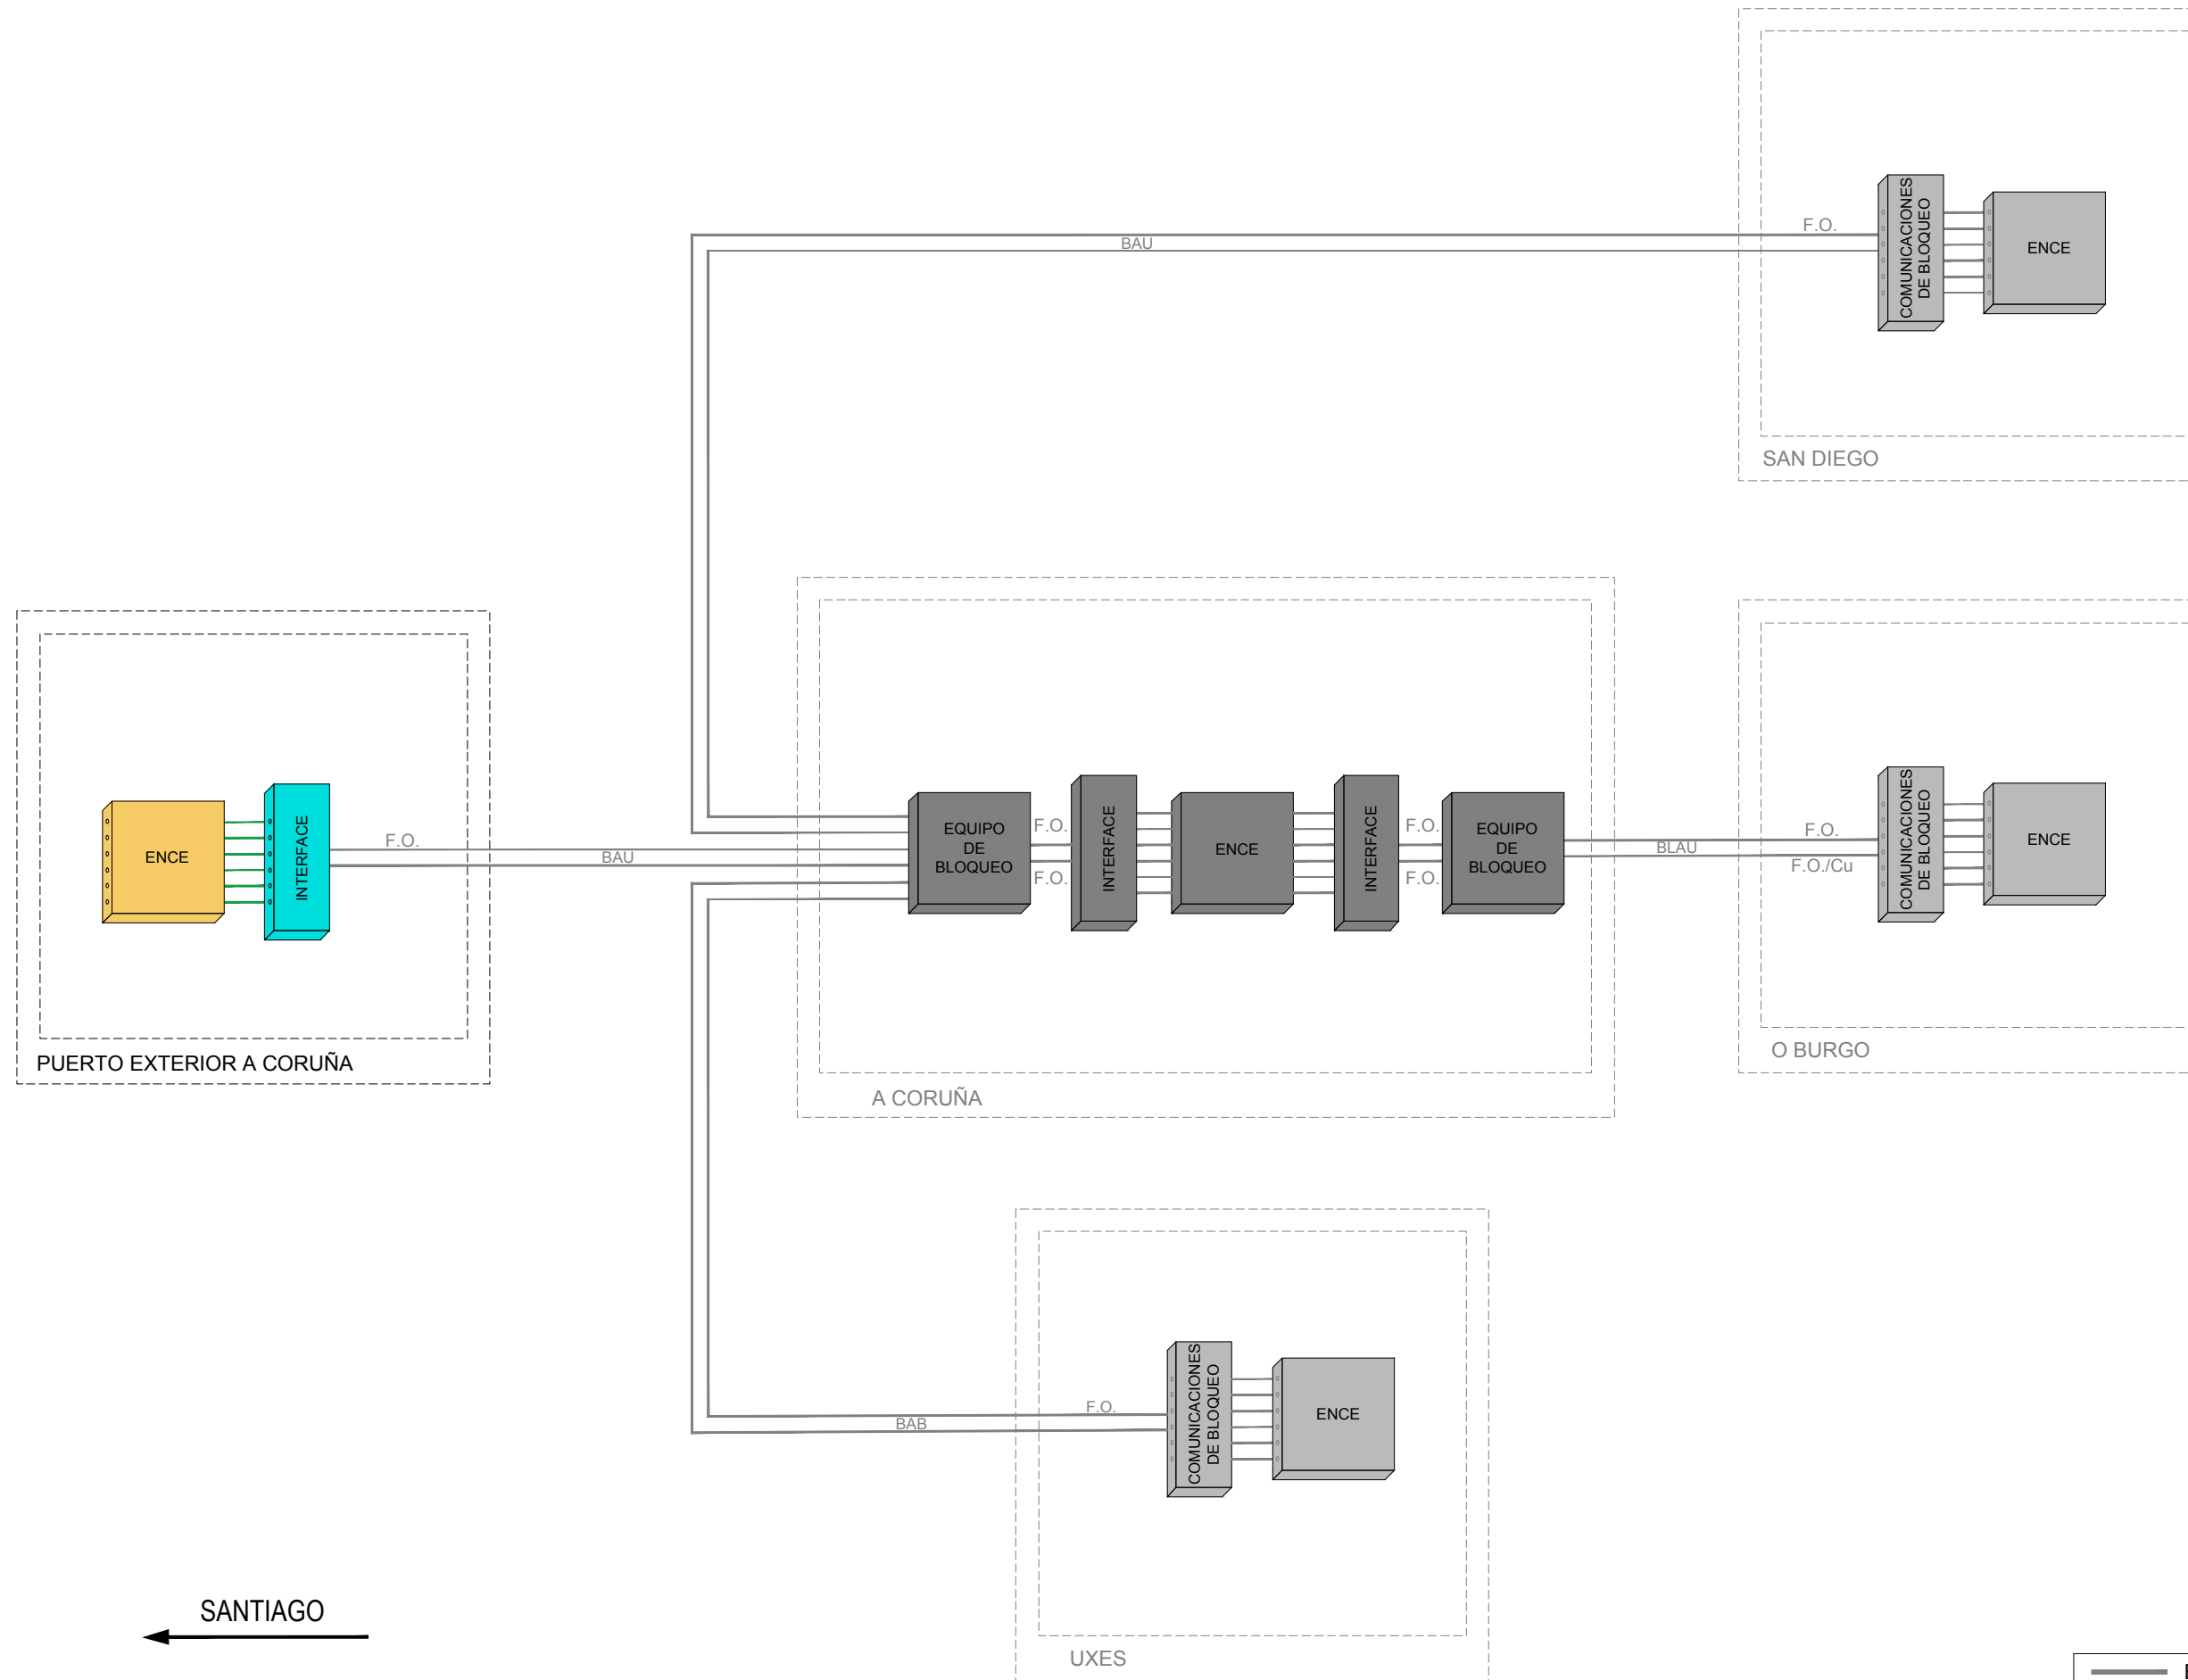 F.O.
BAU
COMUNICACIONES
DE BLOQUEO
ENCE
SAN DIEGO
ENCE
INTERFACE
F.O.
BAU
PUERTO EXTERIOR A CORUÑA
EQUIPO
DE
BLOQUEO
F.O.
F.O.
INTERFACE
ENCE
INTERFACE
F.O.
F.O.
EQUIPO
DE
BLOQUEO
A CORUÑA
BLAU
F.O.
F.O./Cu
COMUNICACIONES
DE BLOQUEO
ENCE
O BURGO
F.O.
BAB
COMUNICACIONES
DE BLOQUEO
ENCE
UXES
SANTIAGO